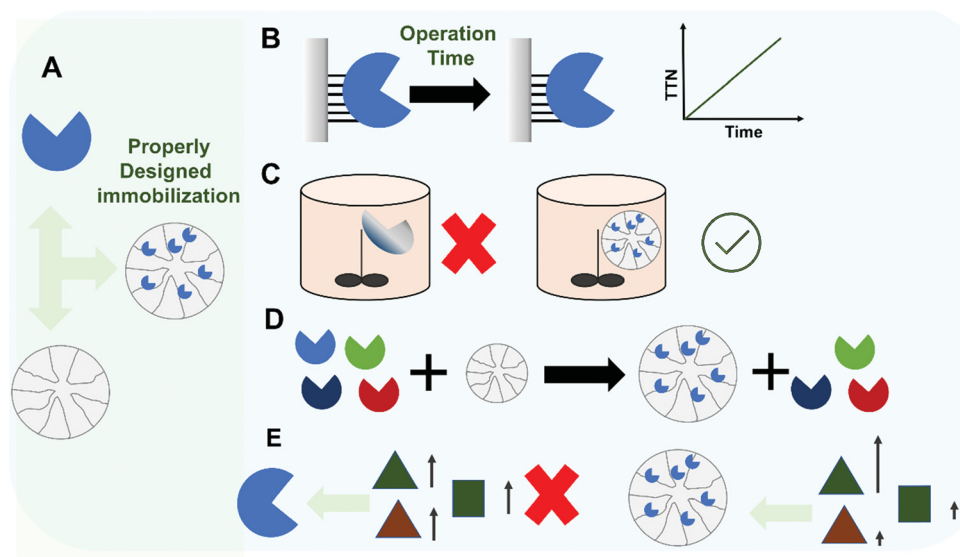 A
Properly
Designed
immobilization
B
Operation
Time
TTN
Time
C
D
E